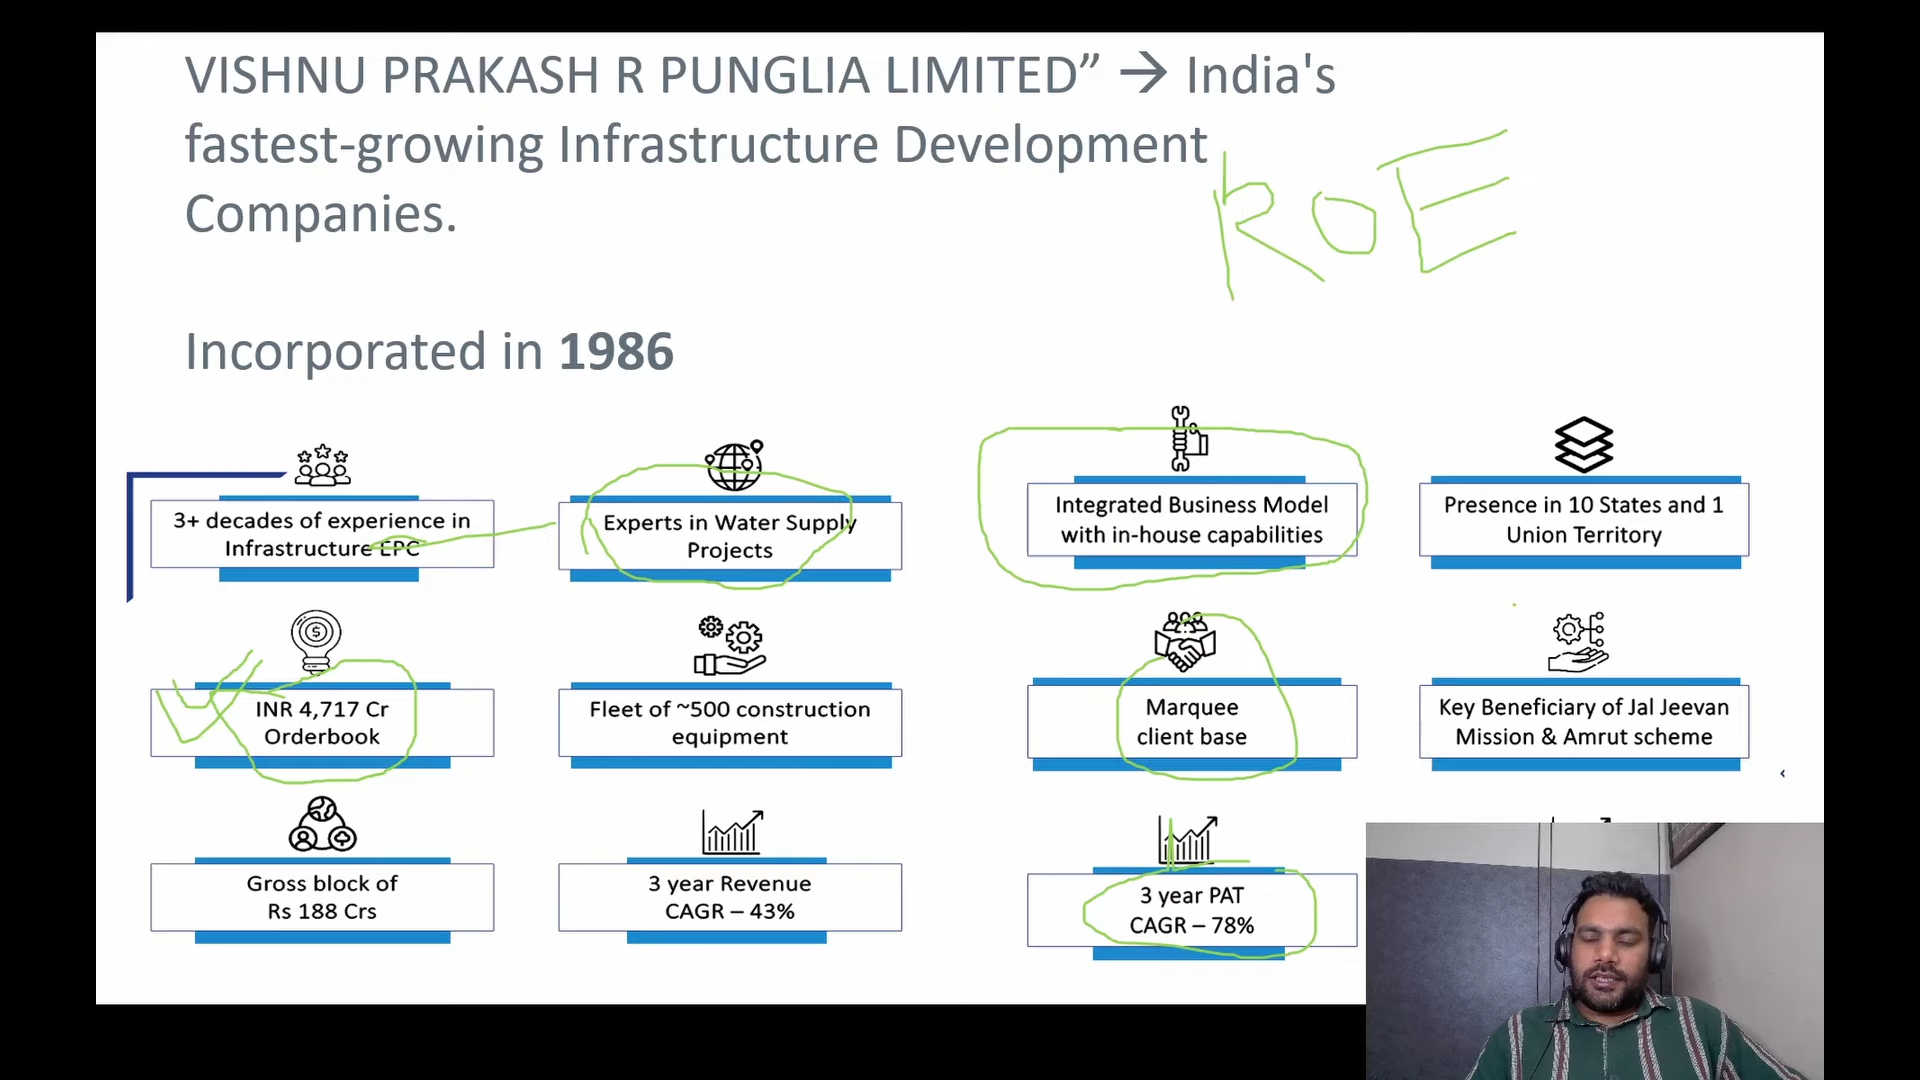 VISHNU PRAKASH R PUNGLIA LIMITED” → India's
fastest-growing Infrastructure Development
Companies.
ROE
Incorporated in 1986
3+ decades of experience in
Infrastructure EPC
Experts in Water Supply
Projects
Integrated Business Model
with in-house capabilities
Presence in 10 States and 1
Union Territory
INR 4,717 Cr
Orderbook
Fleet of ~500 construction
equipment
Marquee
client base
Key Beneficiary of Jal Jeevan
Mission & Amrut scheme
Gross block of
Rs 188 Crs
3 year Revenue
CAGR – 43%
3 year PAT
CAGR – 78%